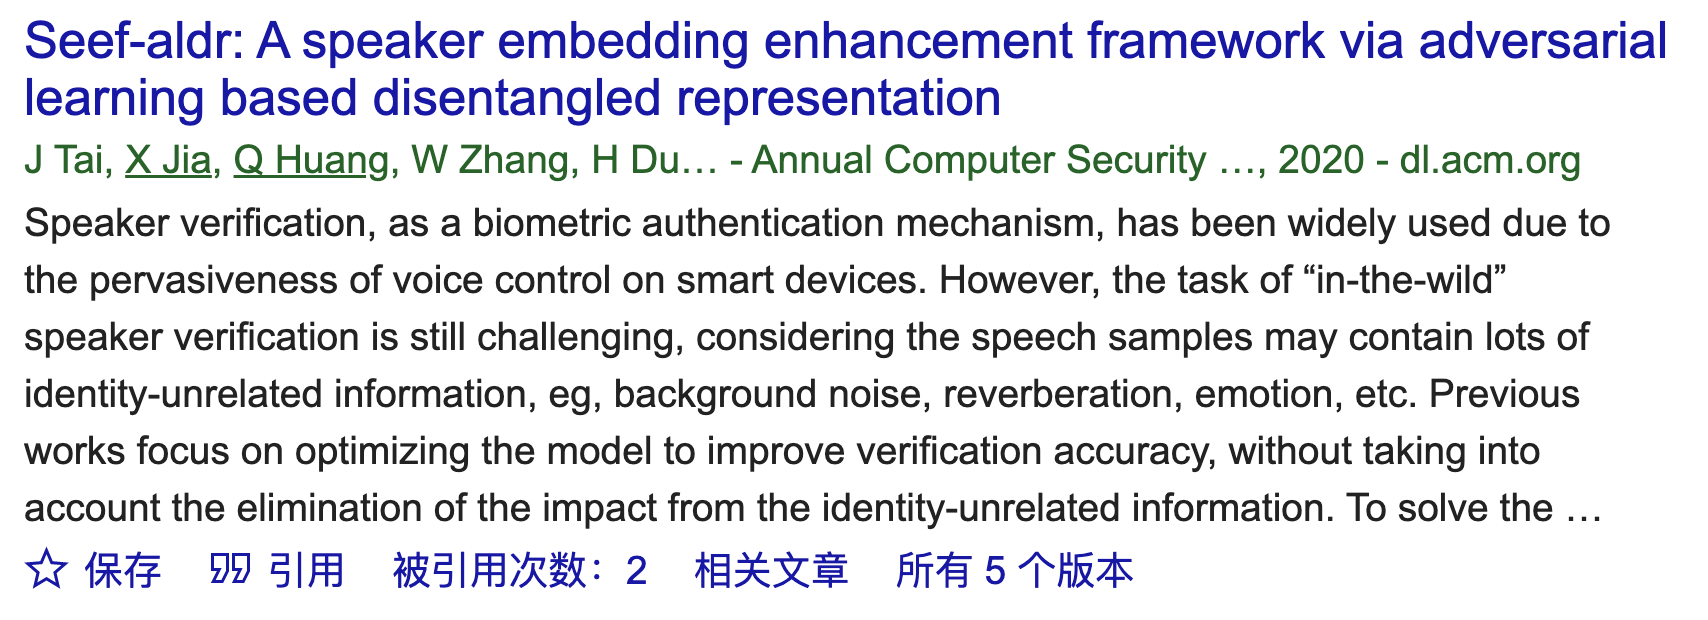 Seef-aldr: A speaker embedding enhancement framework via adversarial
learning based disentangled representation
J Tai, X Jia, Q Huang, W Zhang, H Du… - Annual Computer Security …, 2020 - dl.acm.org
Speaker verification, as a biometric authentication mechanism, has been widely used due to
the pervasiveness of voice control on smart devices. However, the task of “in-the-wild”
speaker verification is still challenging, considering the speech samples may contain lots of
identity-unrelated information, eg, background noise, reverberation, emotion, etc. Previous
works focus on optimizing the model to improve verification accuracy, without taking into
account the elimination of the impact from the identity-unrelated information. To solve the …
保存 引用 被引用次数：2 相关文章 所有 5 个版本